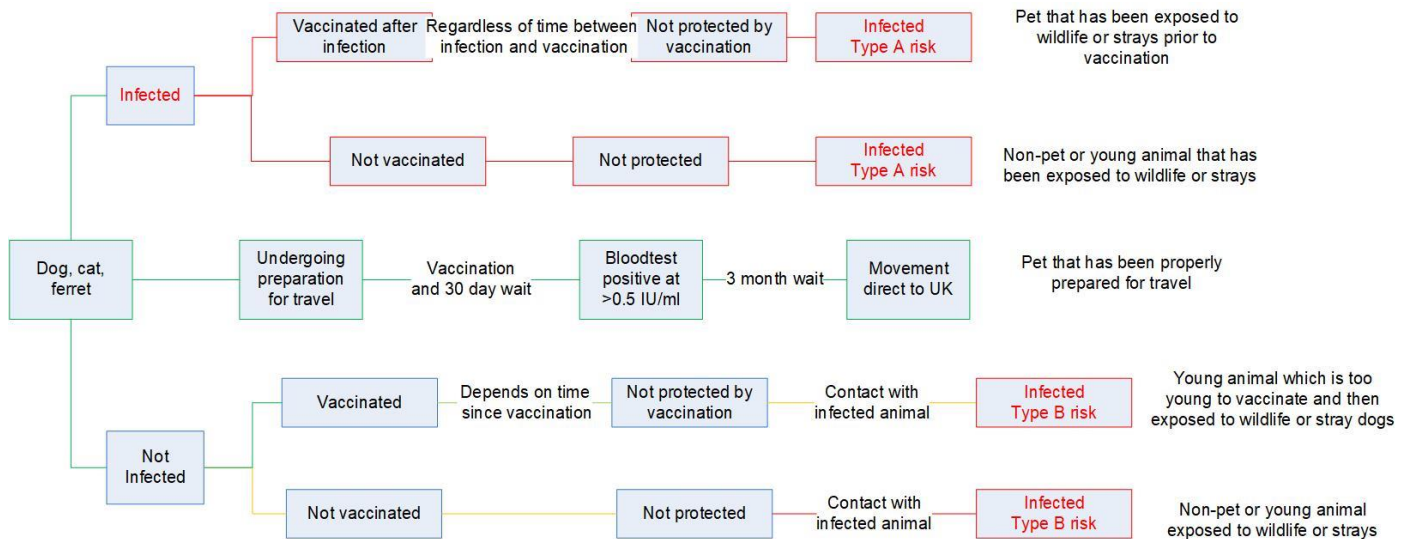 Vaccinated after
infection
Regardless of time between
infection and vaccination
Not protected by
vaccination
Infected
Type A risk
Pet that has been exposed to
wildlife or strays prior to
vaccination
Infected
Not vaccinated
Not protected
Infected
Type A risk
Non-pet or young animal that has
been exposed to wildlife or strays
Dog, cat,
ferret
Undergoing
preparation
for travel
Vaccination
and 30 day wait
Bloodtest
positive at
>0.5 IU/ml
3 month wait
Movement
direct to UK
Pet that has been properly
prepared for travel
Vaccinated
Depends on time
since vaccination
Not protected by
vaccination
Contact with
infected animal
Infected
Type B risk
Young animal which is too
young to vaccinate and then
exposed to wildlife or stray dogs
Not
Infected
Not vaccinated
Not protected
Contact with
infected animal
Infected
Type B risk
Non-pet or young animal
exposed to wildlife or strays